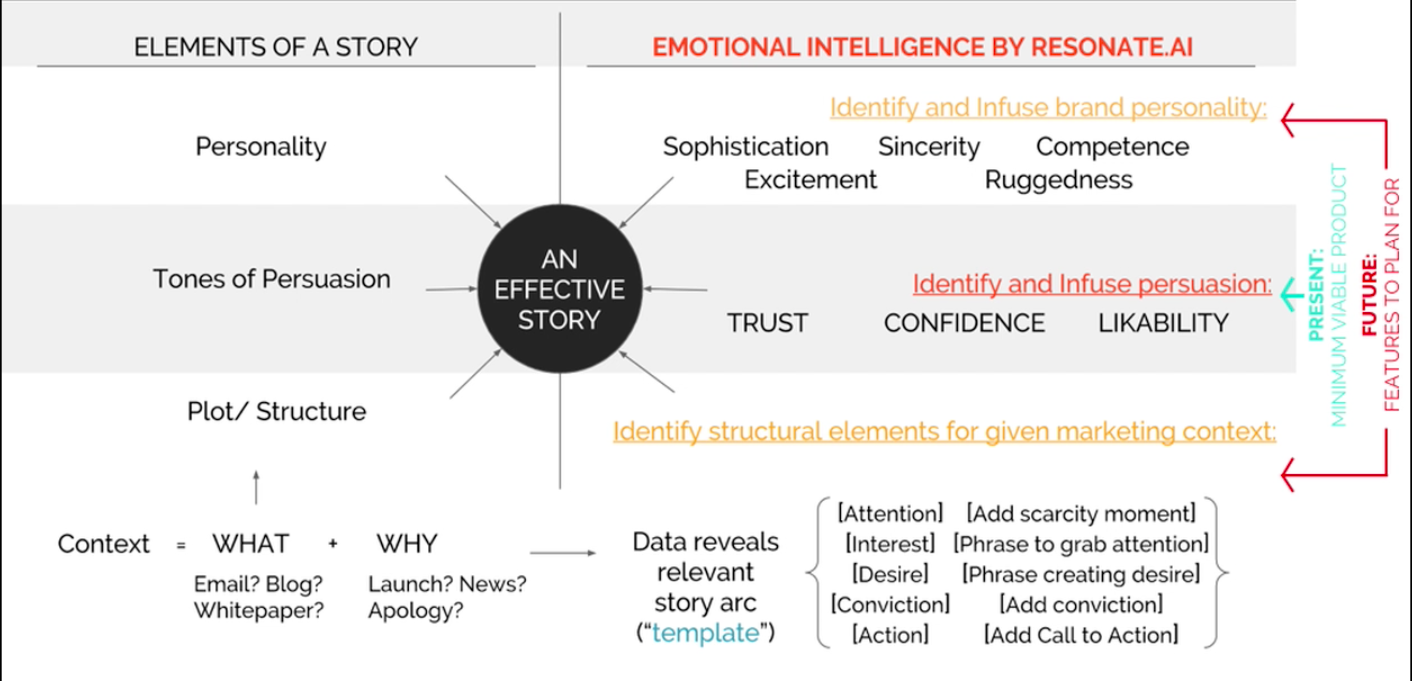 ELEMENTS OF A STORY
EMOTIONAL INTELLIGENCE BY RESONATE.AI
Identify and Infuse brand personality:
Personality
Sophistication Sincerity Competence
Excitement Ruggedness
AN
EFFECTIVE
STORY
Tones of Persuasion
Identify and Infuse persuasion:
TRUST CONFIDENCE LIKABILITY
Plot/ Structure
Identify structural elements for given marketing context:
Context = WHAT + WHY
Email? Blog?
Whitepaper?
Launch? News?
Apology?
Data reveals
relevant
story arc
(“template”)
[Attention] [Add scarcity moment]
[Interest] [Phrase to grab attention]
[Desire] [Phrase creating desire]
[Conviction] [Add conviction]
[Action] [Add Call to Action]
PRESENT:
MINIMUM VIABLE PRODUCT
FUTURE:
FEATURES TO PLAN FOR